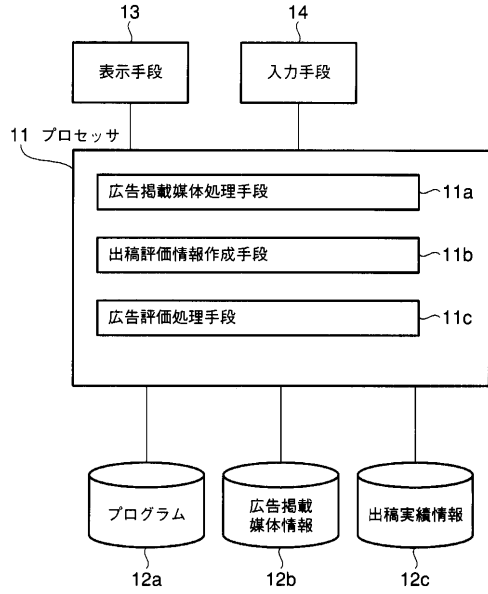 13
14
表示手段
入力手段
11 プロセッサ
広告掲載媒体処理手段
11a
出稿評価情報作成手段
11b
広告評価処理手段
11c
プログラム
広告掲載
媒体情報
出稿実績情報
12a
12b
12c